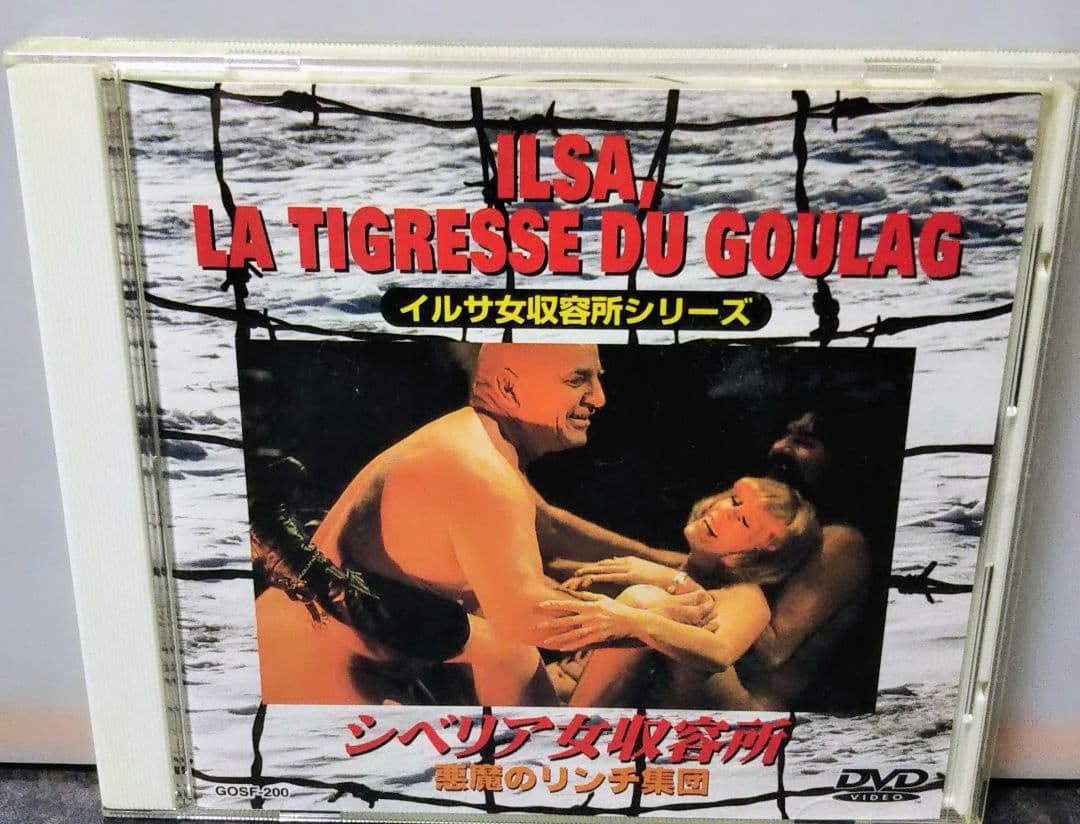 ILSA,
LA TIGRESSE DU GOULAG
イルサ女収容所シリーズ
シベリア女収容所
悪魔のリンチ集団
GOSF-200
DVD
VIDEO